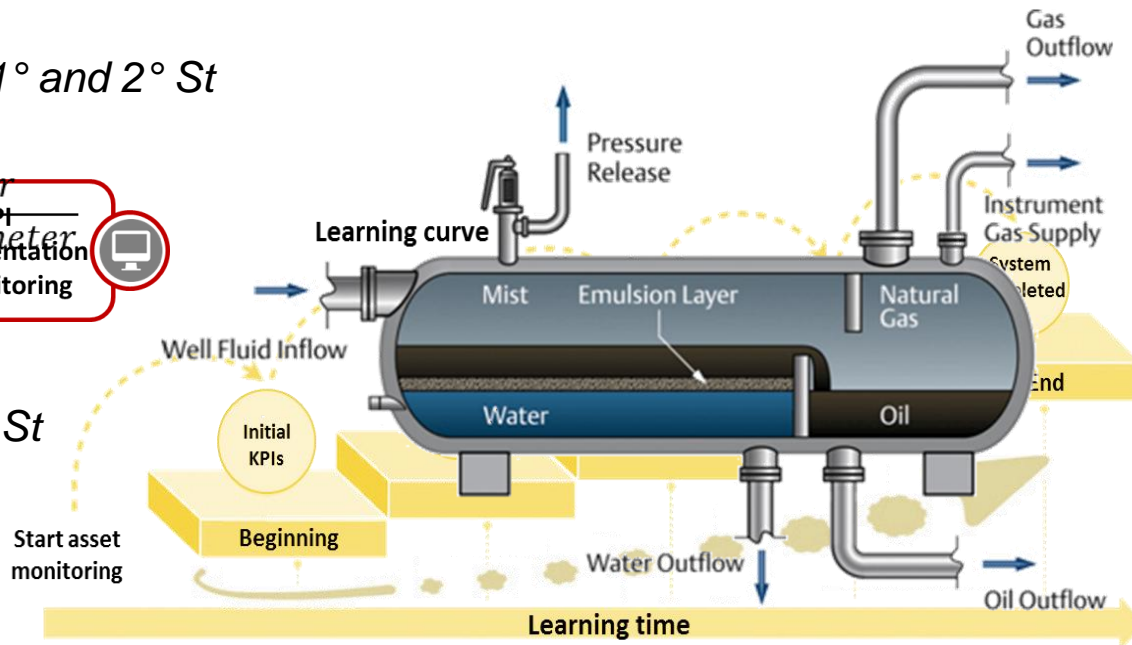 Gas
Outflow
1° and 2° St
Pressure
Release
Learning curve
Instrument
Gas Supply
itoring
System
Mist
Emulsion Layer
Natural
Gas
Well Fluid Inflow
End
Water
Oil
St
Initial
KPIs
Start asset
monitoring
Beginning
Water Outflow
Oil Outflow
Learning time